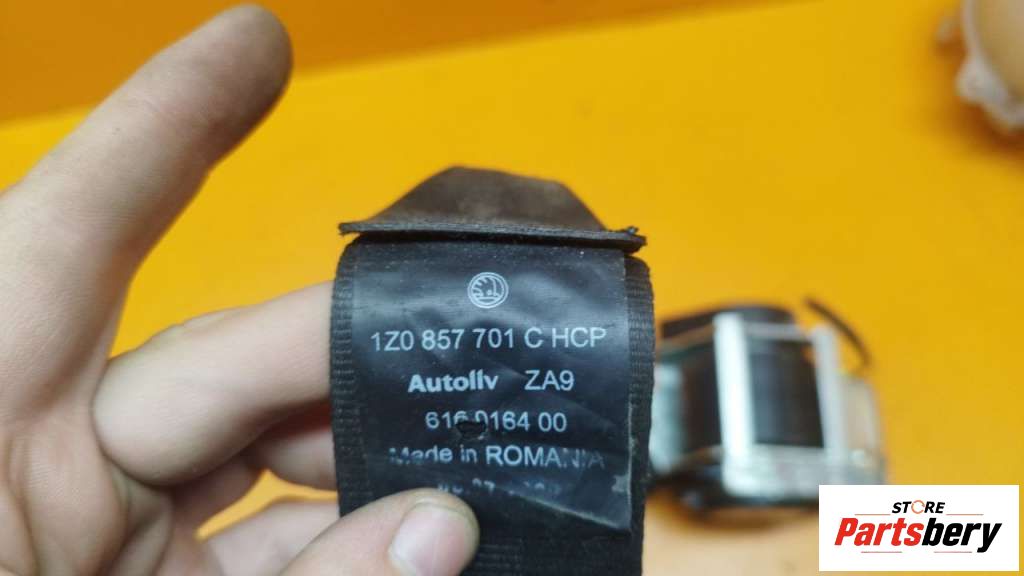 1Z0 857 701 C HCP
Autoliv ZA9
616 0164 00
Made in ROMANIA
STORE
Partsbery